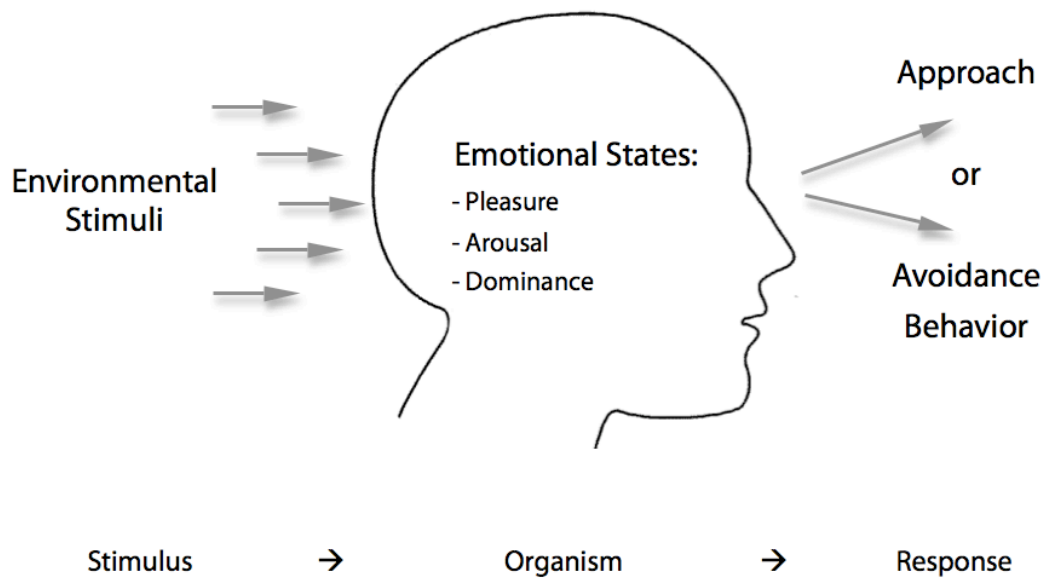 Environmental
Stimuli
Emotional States:
- Pleasure
- Arousal
- Dominance
Approach
or
Avoidance
Behavior
Stimulus → Organism → Response